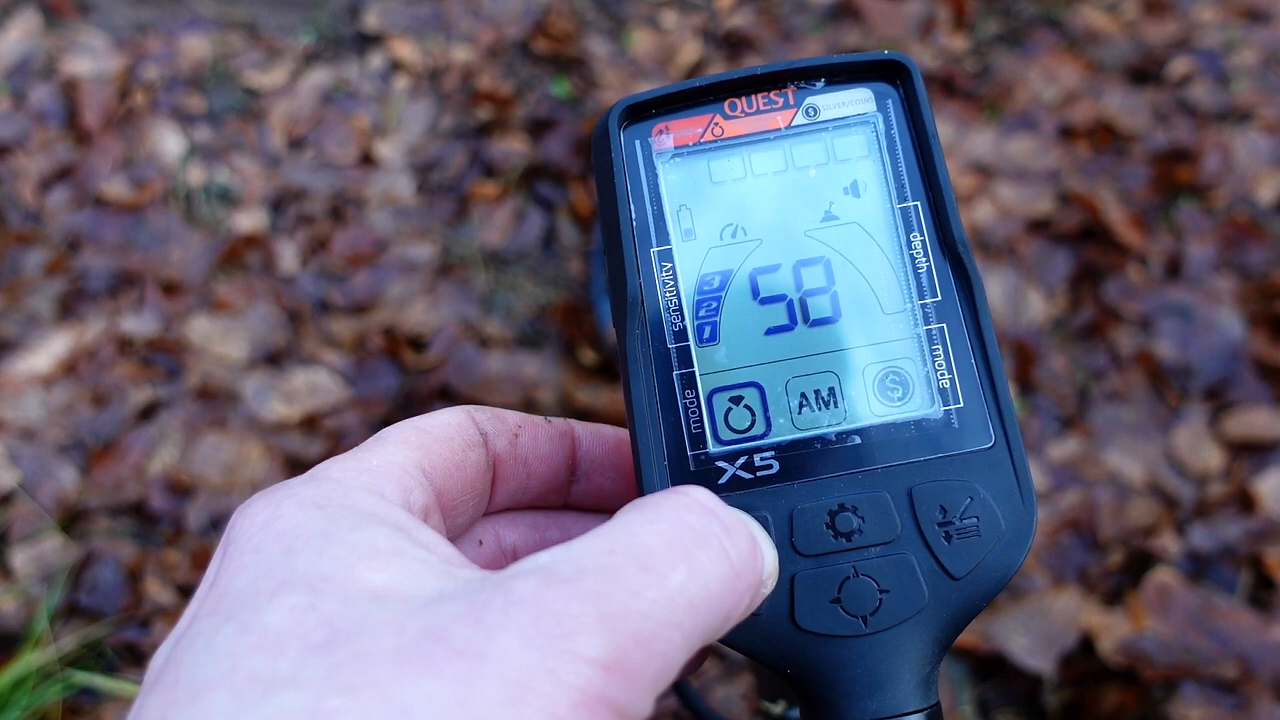 QUEST
SILVER/COINS
sensitivity
depth
3
2
1
58
mode
mode
AM
$
X5